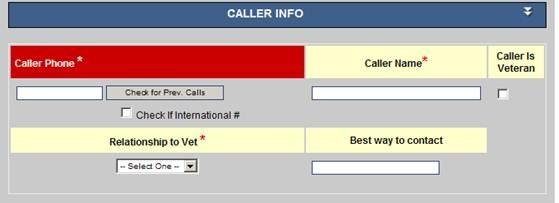 CALLER INFO
Caller Phone * Caller Name* Caller Is Veteran
Check for Prev. Calls
Check If International #
Relationship to Vet * Best way to contact
-- Select One --